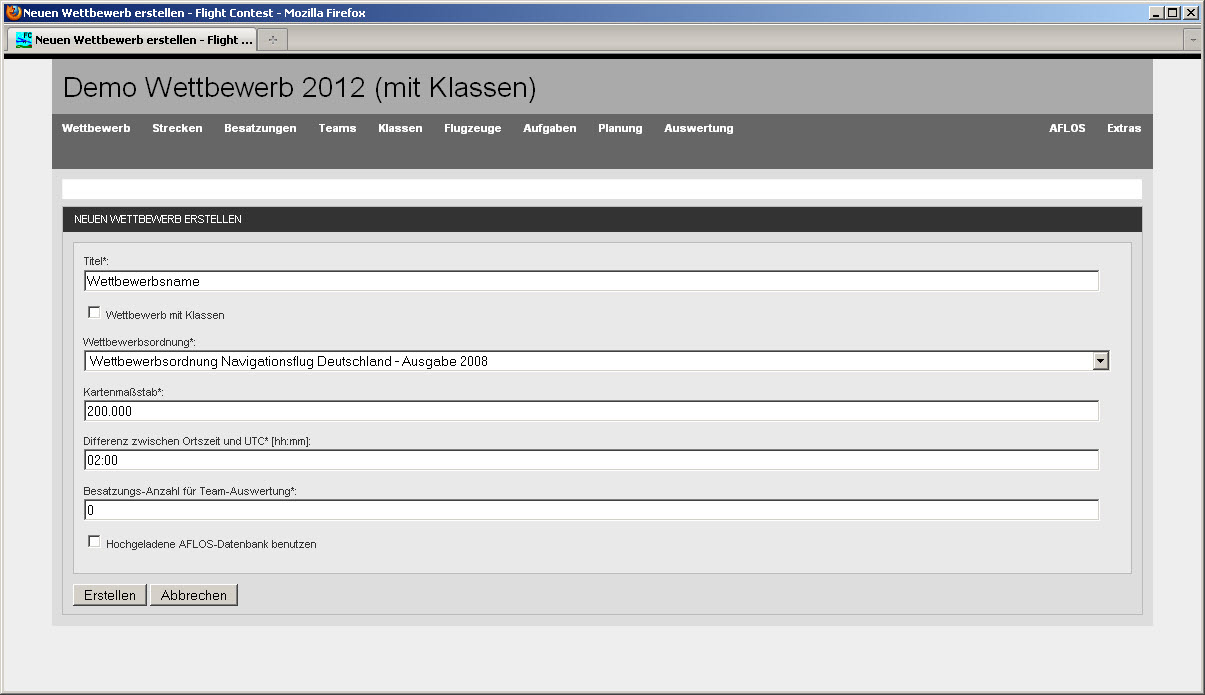 Neuen Wettbewerb erstellen - Flight Contest - Mozilla Firefox
Neuen Wettbewerb erstellen - Flight ...
Demo Wettbewerb 2012 (mit Klassen)
Wettbewerb Strecken Besatzungen Teams Klassen Flugzeuge Aufgaben Planung Auswertung AFLOS Extras
NEUEN WETTBEWERB ERSTELLEN
Titel*:
Wettbewerbsname
Wettbewerb mit Klassen
Wettbewerbsordnung*:
Wettbewerbsordnung Navigationsflug Deutschland - Ausgabe 2008
Kartenmaßstab*:
200.000
Differenz zwischen Ortszeit und UTC* [hh:mm]:
02:00
Besatzungs-Anzahl für Team-Auswertung*:
0
Hochgeladene AFLOS-Datenbank benutzen
Erstellen Abbrechen